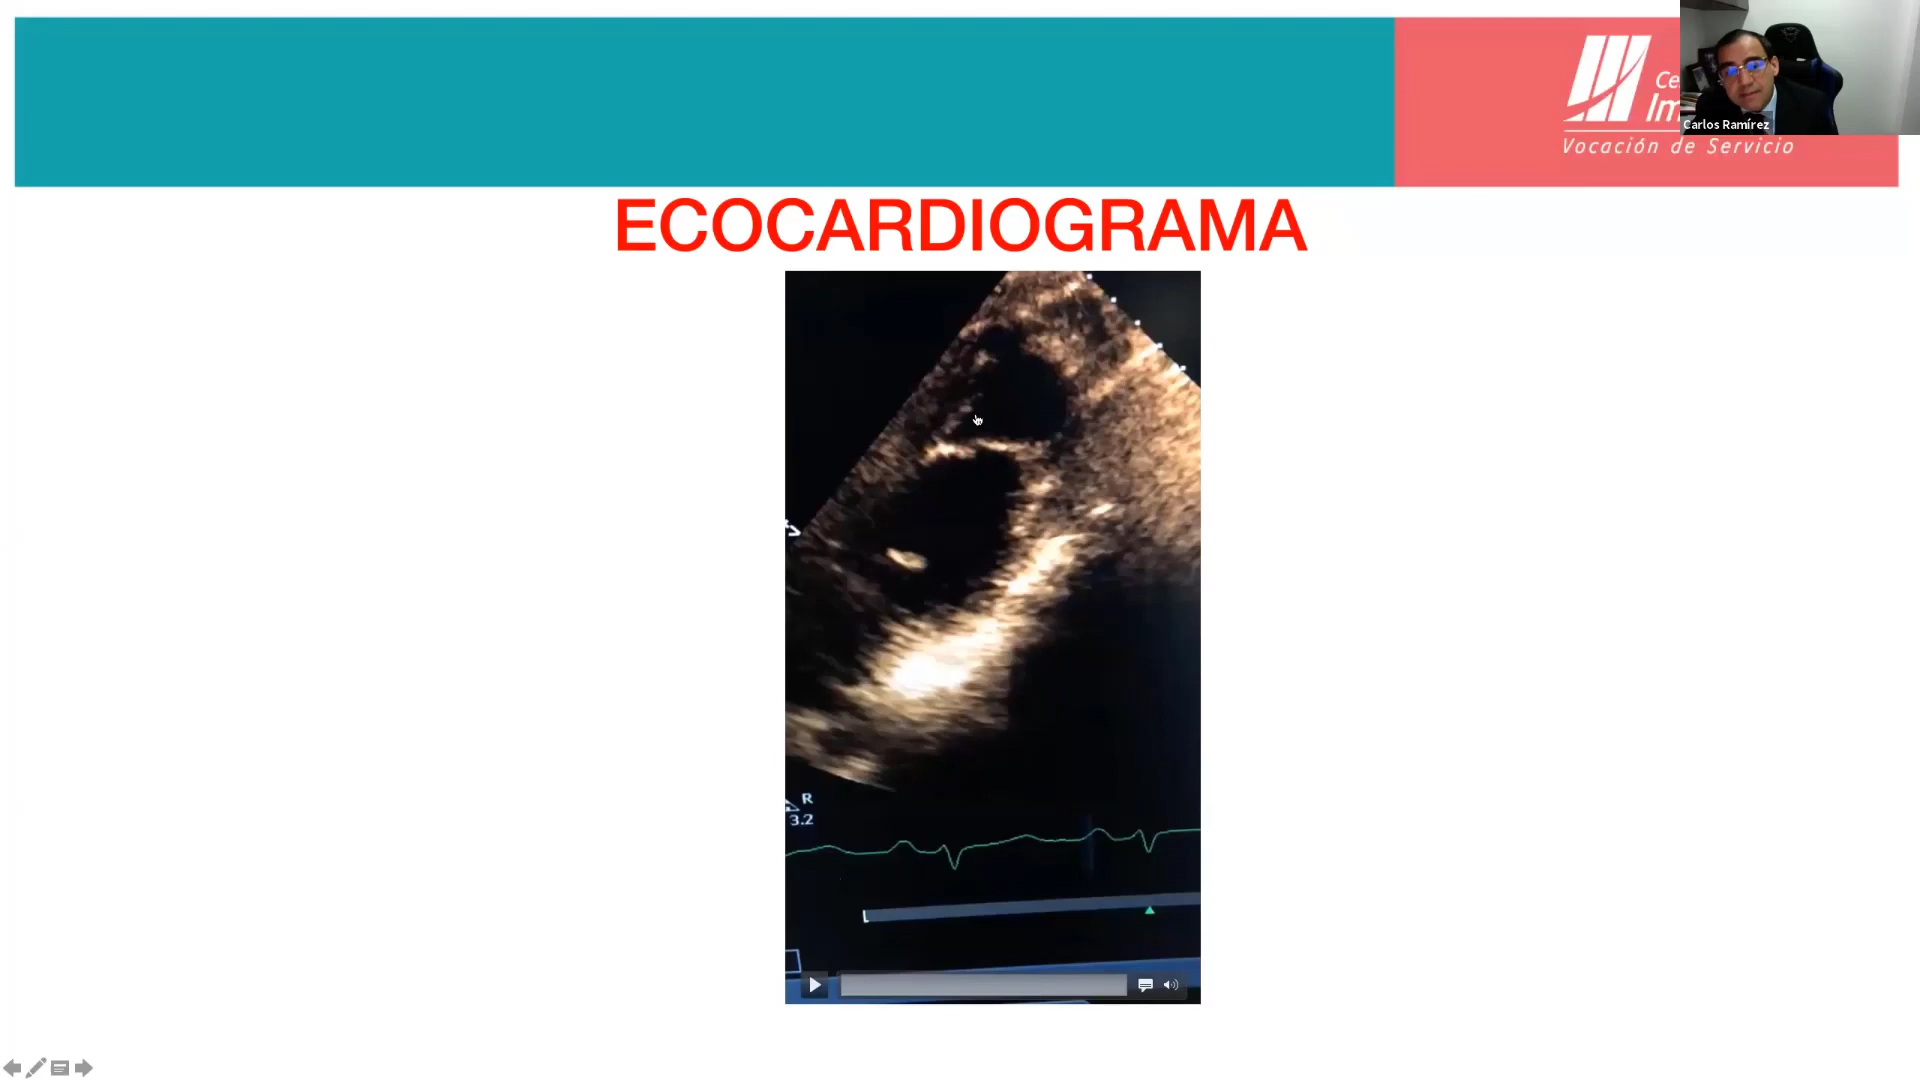 Vocación de Servicio
Carlos Ramírez
ECOCARDIOGRAMA
R
3.2
L